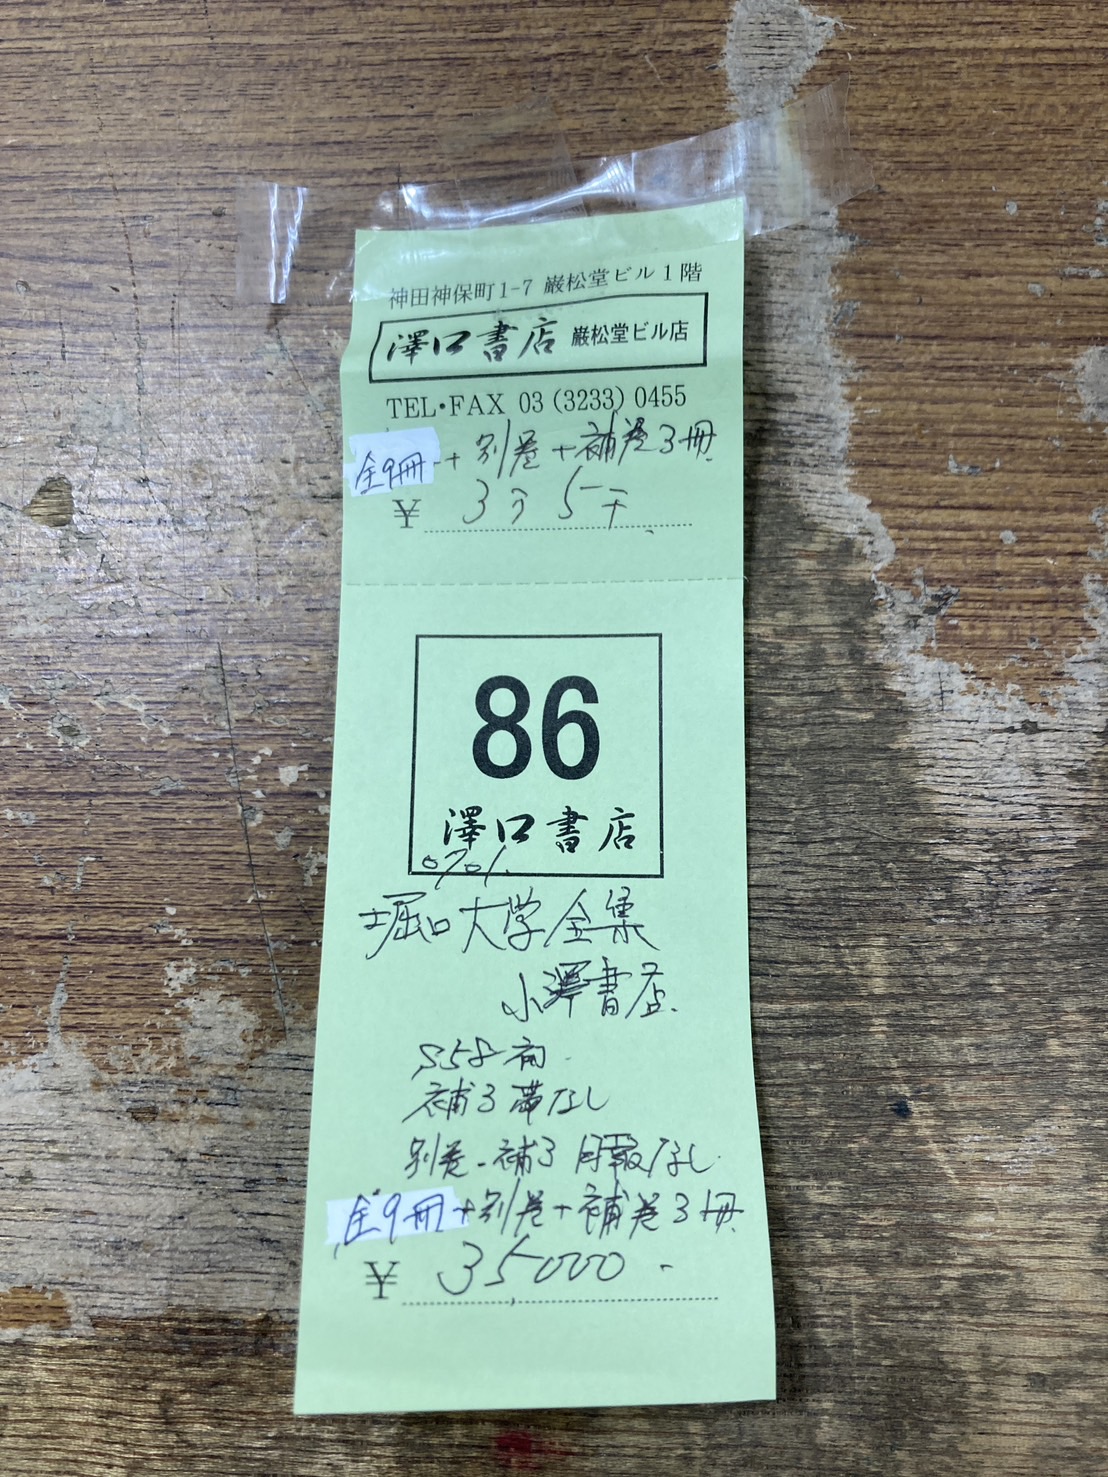 神田神保町1-7 巌松堂ビル1階
澤口書店 巌松堂ビル店
TEL・FAX 03(3233)0455
全9冊+別巻+補巻3冊
¥ 3万5千
86
澤口書店
0701
堀口大学全集
小澤書店
S58初
補3帯なし
別巻・補3月報なし
全9冊+別巻+補巻3冊
¥ 35000